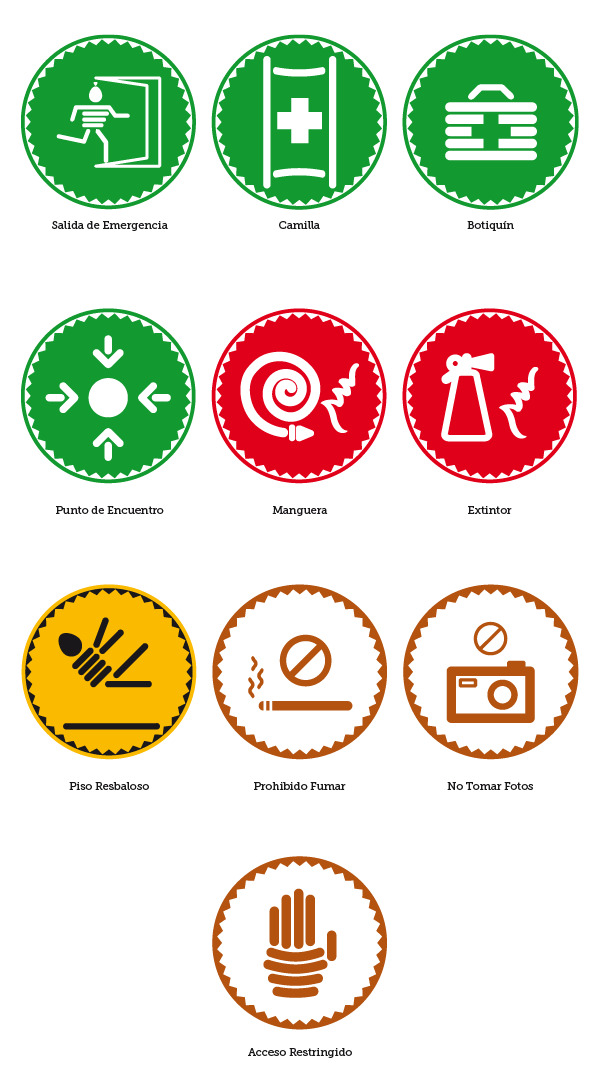 Salida de Emergencia
Camilla
Botiquín
Punto de Encuentro
Manguera
Extintor
Piso Resbaloso
Prohibido Fumar
No Tomar Fotos
Acceso Restringido